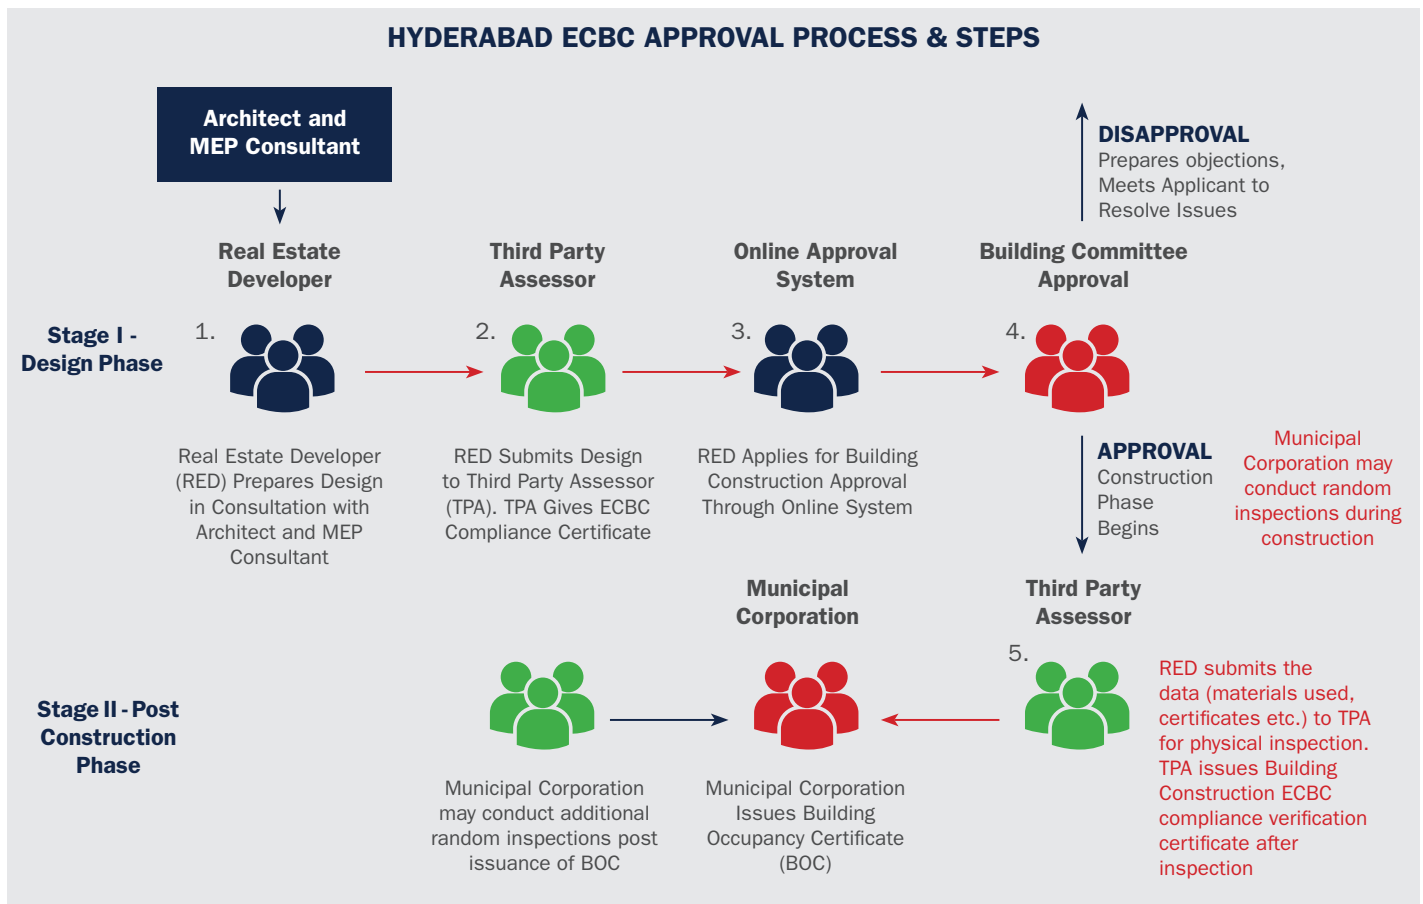 HYDERABAD ECBC APPROVAL PROCESS & STEPS
Architect and
MEP Consultant
DISAPPROVAL
Prepares objections,
Meets Applicant to
Resolve Issues
Real Estate
Developer
Third Party
Assessor
Online Approval
System
Building Committee
Approval
Stage I -
Design Phase
1.
2.
3.
4.
Real Estate Developer
(RED) Prepares Design
in Consultation with
Architect and MEP
Consultant
RED Submits Design
to Third Party Assessor
(TPA). TPA Gives ECBC
Compliance Certificate
RED Applies for Building
Construction Approval
Through Online System
APPROVAL
Construction
Phase
Begins
Municipal
Corporation may
conduct random
inspections during
construction
Municipal
Corporation
Third Party
Assessor
Stage II - Post
Construction
Phase
5.
RED submits the
data (materials used,
certificates etc.) to TPA
for physical inspection.
TPA issues Building
Construction ECBC
compliance verification
certificate after
inspection
Municipal Corporation
may conduct additional
random inspections post
issuance of BOC
Municipal Corporation
Issues Building
Occupancy Certificate
(BOC)